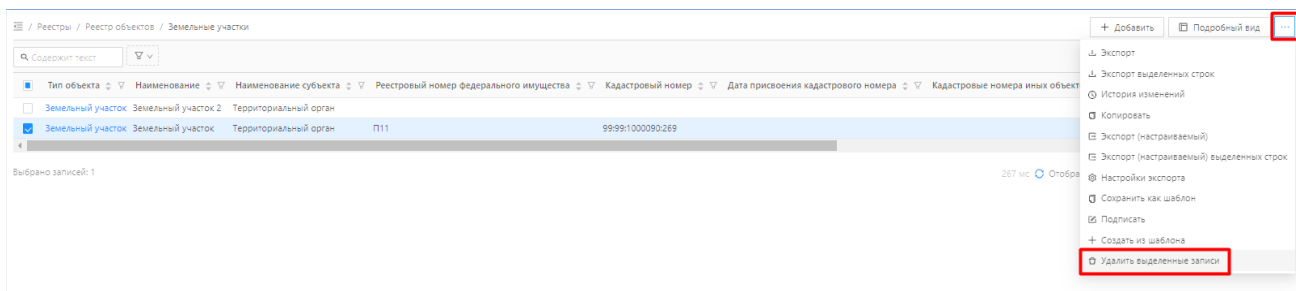 Реестры / Реестр объектов / Земельные участки
+ Добавить
Подробный вид
...
Содержит текст
Тип объекта Наименование Наименование субъекта Реестровый номер федерального имущества Кадастровый номер Дата присвоения кадастрового номера Кадастровые номера иных объект
Земельный участок Земельный участок 2 Территориальный орган
Земельный участок Земельный участок Территориальный орган П11 99:99:1000090:269
Выбрано записей: 1
267 мс Отобра
Экспорт
Экспорт выделенных строк
История изменений
Копировать
Экспорт (настраиваемый)
Экспорт (настраиваемый) выделенных строк
Настройки экспорта
Сохранить как шаблон
Подписать
Создать из шаблона
Удалить выделенные записи